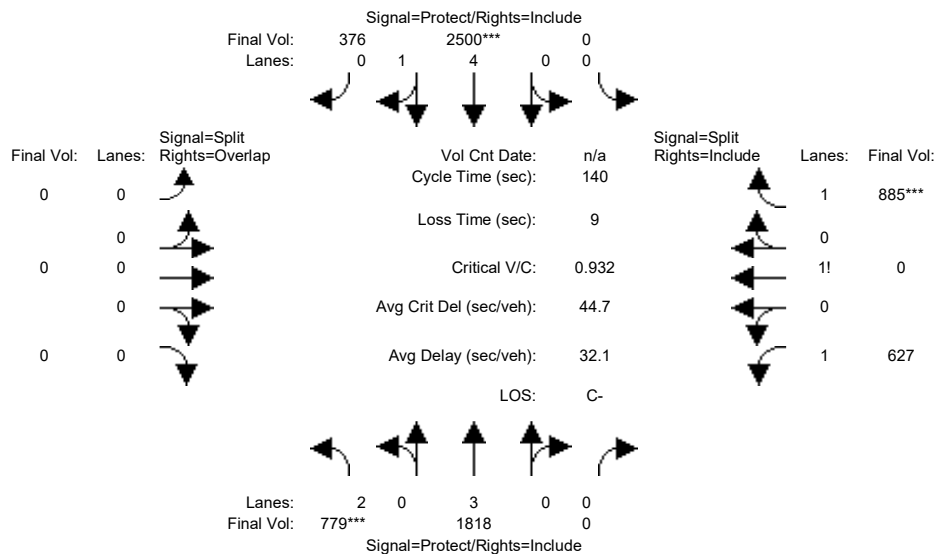 Signal=Protect/Rights=Include
Final Vol: 376 2500*** 0
Lanes: 0 1 4 0 0
Signal=Split
Final Vol: Lanes: Rights=Overlap
Vol Cnt Date: n/a
Signal=Split
Rights=Include Lanes: Final Vol:
Cycle Time (sec): 140
0 0
1 885***
Loss Time (sec): 9
0
0
0 0
Critical V/C: 0.932
1! 0
0
Avg Crit Del (sec/veh): 44.7
0
0 0
Avg Delay (sec/veh): 32.1
1 627
LOS: C-
Lanes: 2 0 3 0 0
Final Vol: 779*** 1818 0
Signal=Protect/Rights=Include